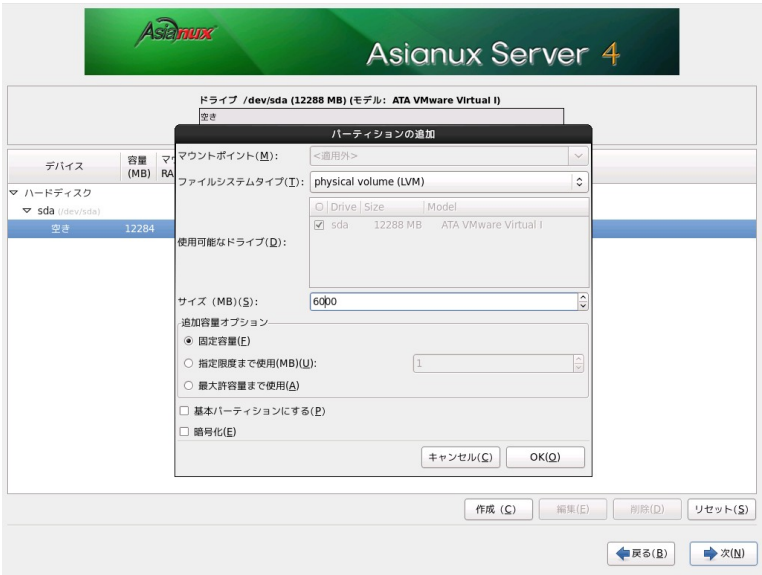 Asianux
Asianux Server 4
ドライブ /dev/sda (12288 MB) (モデル: ATA VMware Virtual I)
空き
パーティションの追加
マウントポイント(M): <適用外>
ファイルシステムタイプ(T): physical volume (LVM)
デバイス 容量 (MB) マウ RA
Drive Size Model
sda 12288 MB ATA VMware Virtual I
使用可能なドライブ(D):
ハードディスク
sda (/dev/sda)
空き 12284
サイズ (MB)(S): 6000
追加容量オプション
固定容量(F)
指定限度まで使用(MB)(U): 1
最大許容量まで使用(A)
基本パーティションにする(P)
暗号化(E)
キャンセル(C) OK(O)
作成 (C) 編集(E) 削除(D) リセット(S)
戻る(B) 次(N)